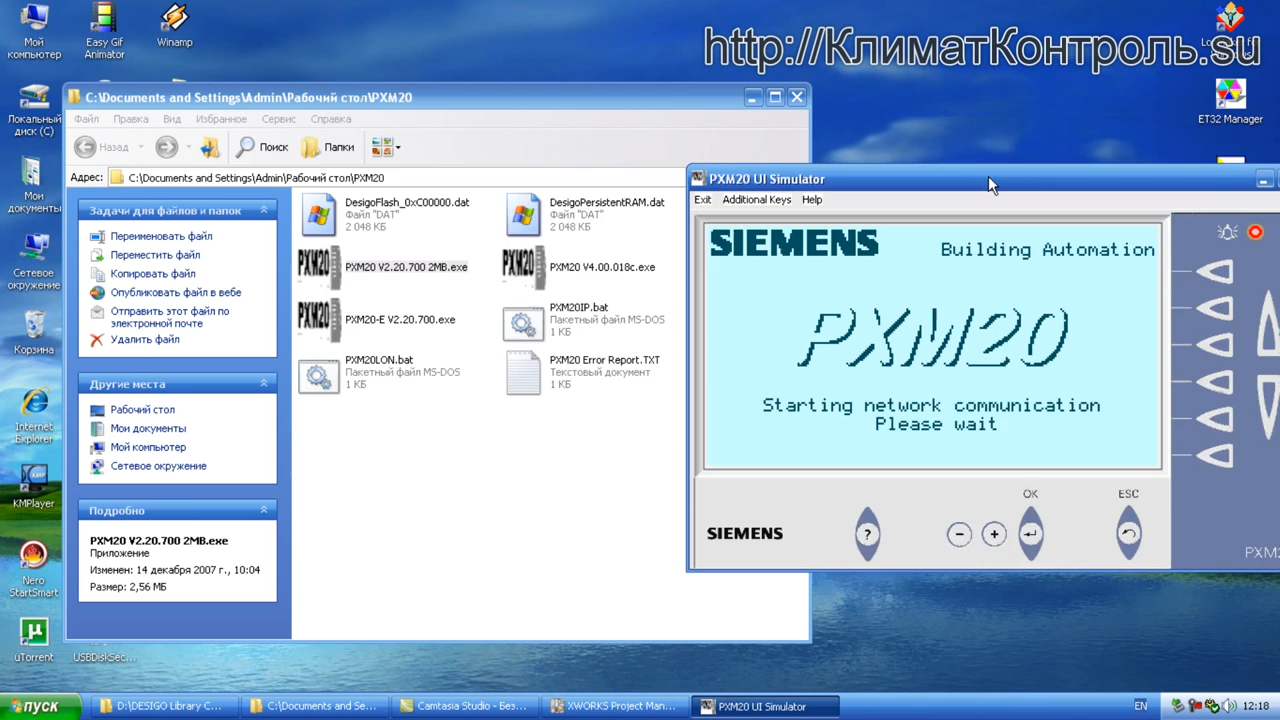 http://КлиматКонтроль.su
Мой
компьютер
Easy Gif
Animator
Winamp
Локальный
диск (C)
Мои
документы
Сетевое
окружение
Корзина
Internet
Explorer
KMPlayer
Nero
StartSmart
uTorrent
USBDiskSec...
ET32 Manager
C:\Documents and Settings\Admin\Рабочий стол\PXM20
Файл Правка Вид Избранное Сервис Справка
Назад Поиск Папки
Адрес: C:\Documents and Settings\Admin\Рабочий стол\PXM20
Задачи для файлов и папок
Переименовать файл
Переместить файл
Копировать файл
Опубликовать файл в вебе
Отправить этот файл по
электронной почте
Удалить файл
Другие места
Рабочий стол
Мои документы
Мой компьютер
Сетевое окружение
Подробно
PXM20 V2.20.700 2MB.exe
Приложение
Изменен: 14 декабря 2007 г., 10:04
Размер: 2,56 МБ
DesigoFlash_0xC00000.dat
Файл "DAT"
2 048 КБ
DesigoPersistentRAM.dat
Файл "DAT"
2 048 КБ
PXM20 PXM20 V2.20.700 2MB.exe
PXM20 PXM20 V4.00.018c.exe
PXM20 PXM20-E V2.20.700.exe
PXM20IP.bat
Пакетный файл MS-DOS
1 КБ
PXM20LON.bat
Пакетный файл MS-DOS
1 КБ
PXM20 Error Report.TXT
Текстовый документ
1 КБ
PXM20 UI Simulator
Exit Additional Keys Help
SIEMENS Building Automation
PXM20
Starting network communication
Please wait
OK ESC
SIEMENS ? − +
пуск D:\DESIGO Library C... C:\Documents and Se... Camtasia Studio - Без... XWORKS Project Man... PXM20 UI Simulator EN 12:18